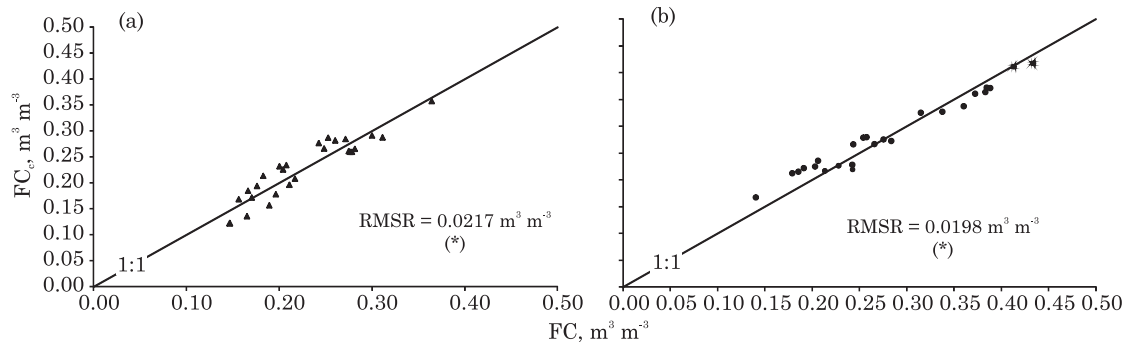 (a)
0.50
0.45
0.40
0.35
0.30
0.25
0.20
0.15
0.10
0.05
0.00
FC_c, m³ m⁻³
RMSR = 0.0217 m³ m⁻³
(*)
1:1
0.00 0.10 0.20 0.30 0.40 0.50
(b)
RMSR = 0.0198 m³ m⁻³
(*)
1:1
0.00 0.05 0.10 0.15 0.20 0.25 0.30 0.35 0.40 0.45 0.50
FC, m³ m⁻³